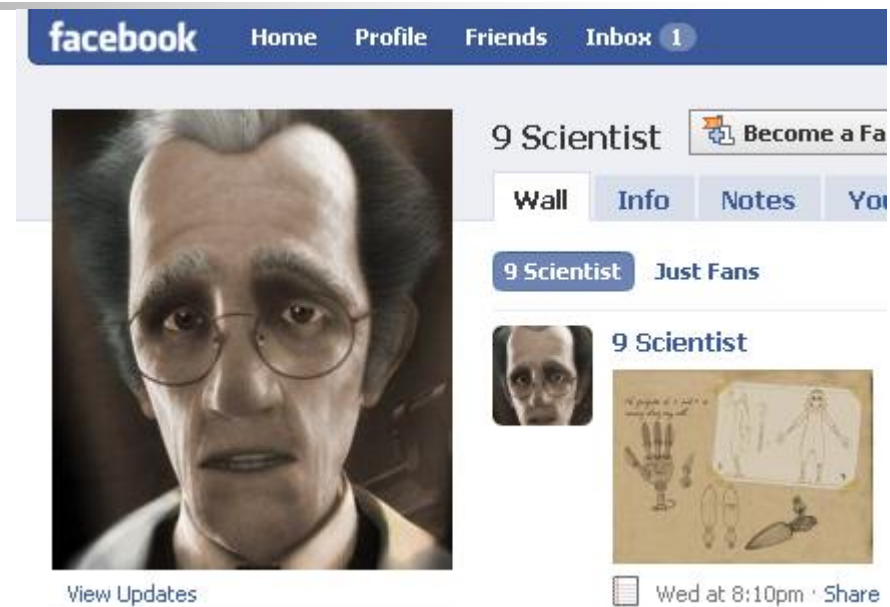 facebook Home Profile Friends Inbox 1
9 Scientist Become a Fa
Wall Info Notes You
9 Scientist Just Fans
9 Scientist
View Updates
Wed at 8:10pm · Share